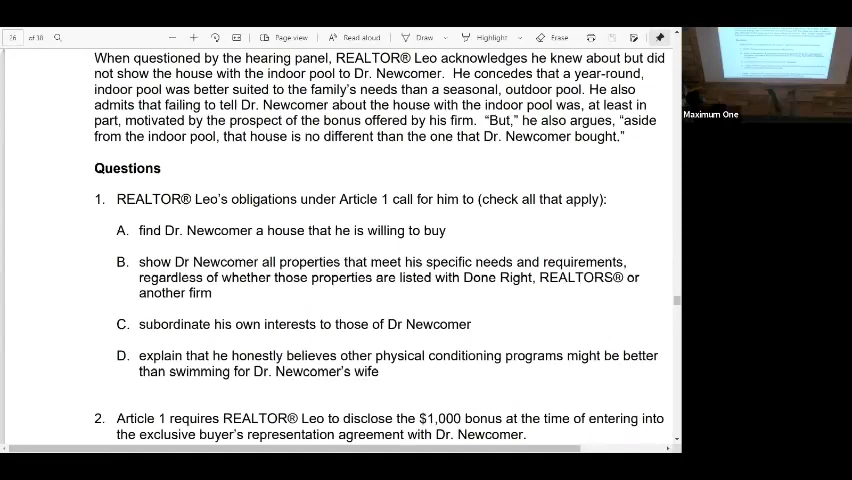 26 of 38
Page view
Read aloud
Draw
Highlight
Erase
When questioned by the hearing panel, REALTOR® Leo acknowledges he knew about but did
not show the house with the indoor pool to Dr. Newcomer.  He concedes that a year-round,
indoor pool was better suited to the family's needs than a seasonal, outdoor pool. He also
admits that failing to tell Dr. Newcomer about the house with the indoor pool was, at least in
part, motivated by the prospect of the bonus offered by his firm.  "But," he also argues, "aside
from the indoor pool, that house is no different than the one that Dr. Newcomer bought."
Maximum One
Questions
1. REALTOR® Leo's obligations under Article 1 call for him to (check all that apply):
A. find Dr. Newcomer a house that he is willing to buy
B. show Dr Newcomer all properties that meet his specific needs and requirements,
regardless of whether those properties are listed with Done Right, REALTORS® or
another firm
C. subordinate his own interests to those of Dr Newcomer
D. explain that he honestly believes other physical conditioning programs might be better
than swimming for Dr. Newcomer's wife
2. Article 1 requires REALTOR® Leo to disclose the $1,000 bonus at the time of entering into
the exclusive buyer's representation agreement with Dr. Newcomer.